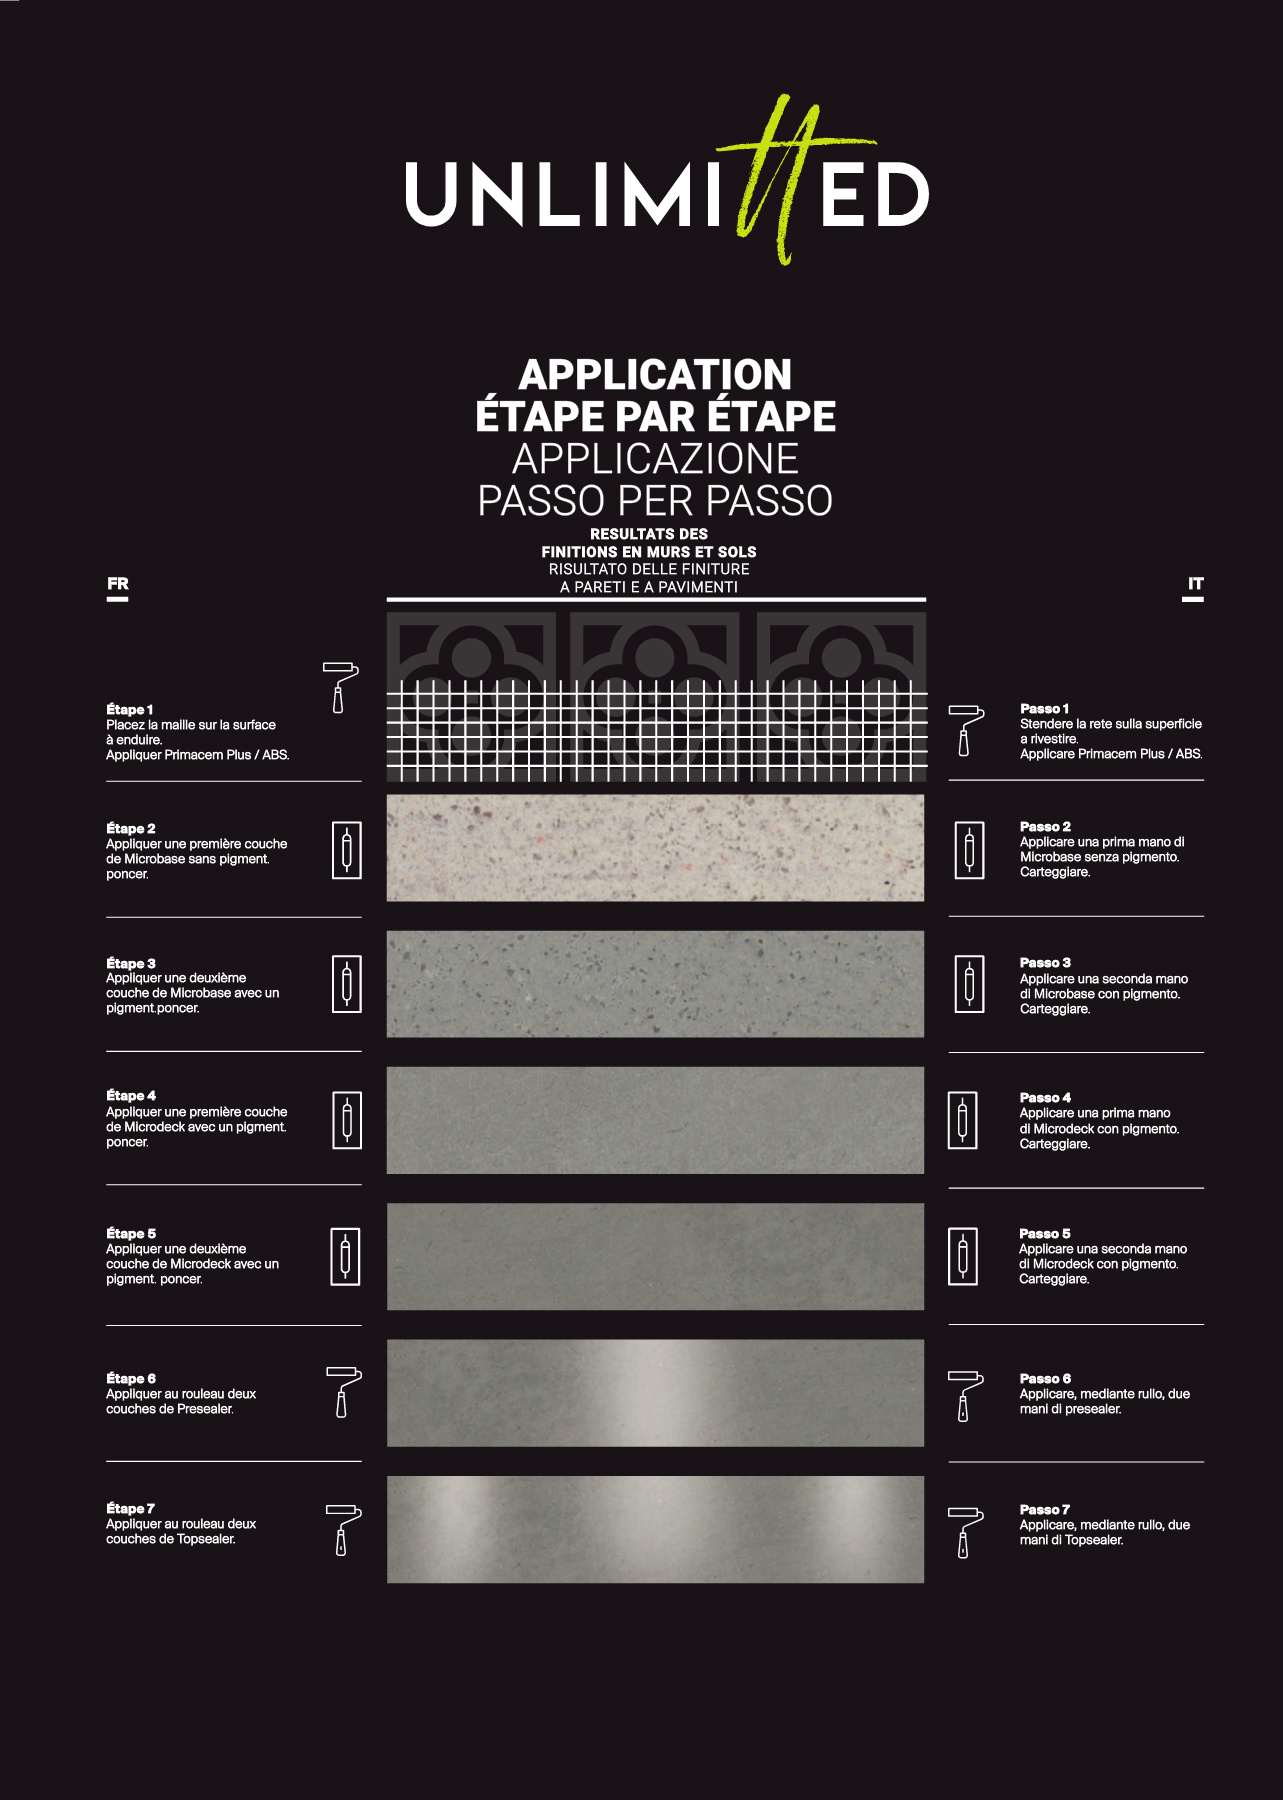 UNLIMITTED
APPLICATION
ÉTAPE PAR ÉTAPE
APPLICAZIONE
PASSO PER PASSO
RESULTATS DES
FINITIONS EN MURS ET SOLS
RISULTATO DELLE FINITURE
A PARETI E A PAVIMENTI
FR
Étape 1
Placez la maille sur la surface
à enduire.
Appliquer Primacem Plus / ABS.
Étape 2
Appliquer une première couche
de Microbase sans pigment.
poncer.
Étape 3
Appliquer une deuxième
couche de Microbase avec un
pigment.poncer.
Étape 4
Appliquer une première couche
de Microdeck avec un pigment.
poncer.
Étape 5
Appliquer une deuxième
couche de Microdeck avec un
pigment. poncer.
Étape 6
Appliquer au rouleau deux
couches de Presealer.
Étape 7
Appliquer au rouleau deux
couches de Topsealer.
IT
Passo 1
Stendere la rete sulla superficie
a rivestire.
Applicare Primacem Plus / ABS.
Passo 2
Applicare una prima mano di
Microbase senza pigmento.
Carteggiare.
Passo 3
Applicare una seconda mano
di Microbase con pigmento.
Carteggiare.
Passo 4
Applicare una prima mano
di Microdeck con pigmento.
Carteggiare.
Passo 5
Applicare una seconda mano
di Microdeck con pigmento.
Carteggiare.
Passo 6
Applicare, mediante rullo, due
mani di presealer.
Passo 7
Applicare, mediante rullo, due
mani di Topsealer.